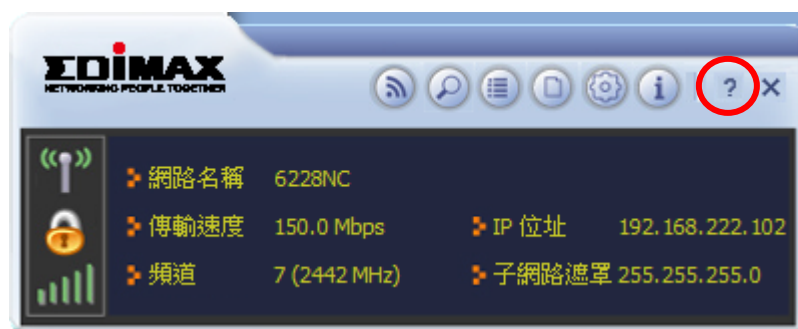 EDIMAX
NETWORKING PEOPLE TOGETHER
i ? ×
網路名稱 6228NC
傳輸速度 150.0 Mbps IP 位址 192.168.222.102
頻道 7 (2442 MHz) 子網路遮罩 255.255.255.0